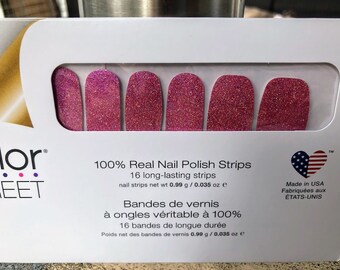 lor®
REET
100% Real Nail Polish Strips
16 long-lasting strips
nail strips net wt 0.99 g / 0.035 oz ℮
Bandes de vernis
à ongles véritable à 100%
16 bandes de longue durée
Poids net des bandes de vernis 0.99 g / 0.035 oz ℮
Made in USA
Fabriquées aux
ÉTATS-UNIS